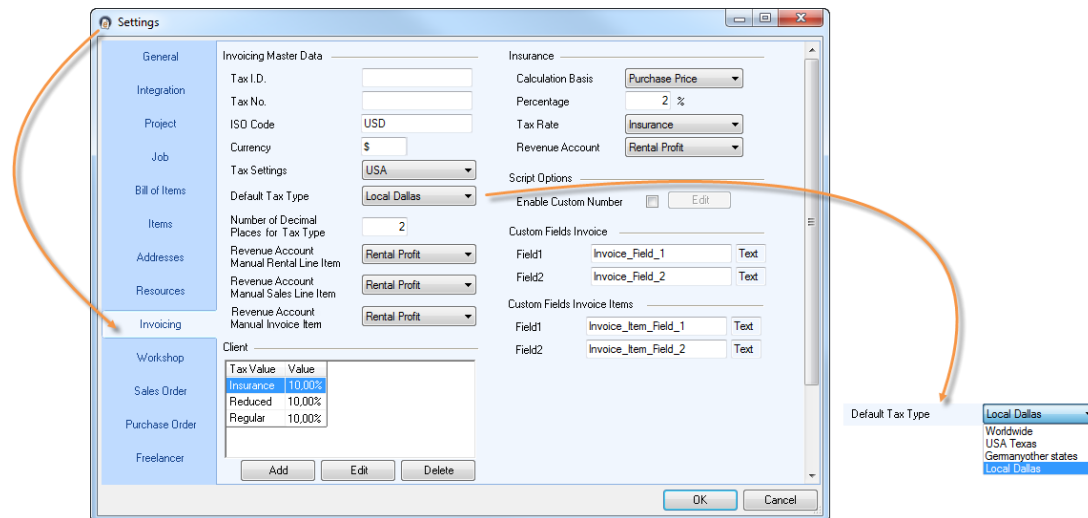 Settings
General
Integration
Project
Job
Bill of Items
Items
Addresses
Resources
Invoicing
Workshop
Sales Order
Purchase Order
Freelancer
Invoicing Master Data
Tax I.D.
Tax No.
ISO Code USD
Currency $
Tax Settings USA
Default Tax Type Local Dallas
Number of Decimal
Places for Tax Type 2
Revenue Account
Manual Rental Line Item Rental Profit
Revenue Account
Manual Sales Line Item Rental Profit
Revenue Account
Manual Invoice Item Rental Profit
Client
Tax Value Value
Insurance 10,00%
Reduced 10,00%
Regular 10,00%
Add Edit Delete
Insurance
Calculation Basis Purchase Price
Percentage 2 %
Tax Rate Insurance
Revenue Account Rental Profit
Script Options
Enable Custom Number Edit
Custom Fields Invoice
Field1 Invoice_Field_1 Text
Field2 Invoice_Field_2 Text
Custom Fields Invoice Items
Field1 Invoice_Item_Field_1 Text
Field2 Invoice_Item_Field_2 Text
OK Cancel
Default Tax Type Local Dallas
Worldwide
USA Texas
Germanyother states
Local Dallas